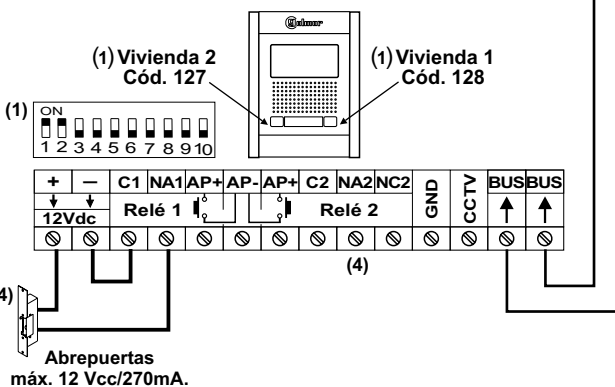 Golmar
(1) Vivienda 2
Cód. 127
(1) Vivienda 1
Cód. 128
(1)
ON
1 2 3 4 5 6 7 8 9 10
+ – C1 NA1 AP+ AP- AP+ C2 NA2 NC2 GND CCTV BUS BUS
12Vdc Relé 1 Relé 2
(4)
4)
Abrepuertas
máx. 12 Vcc/270mA.